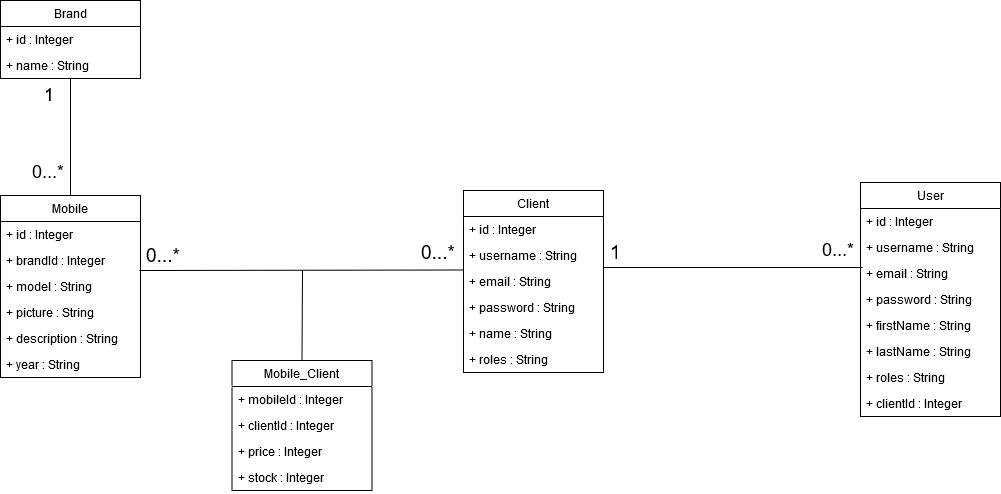 Brand
+ id : Integer
+ name : String
1
0...*
Mobile
+ id : Integer
+ brandId : Integer
+ model : String
+ picture : String
+ description : String
+ year : String
0...*
0...*
Mobile_Client
+ mobileId : Integer
+ clientId : Integer
+ price : Integer
+ stock : Integer
Client
+ id : Integer
+ username : String
+ email : String
+ password : String
+ name : String
+ roles : String
1
0...*
User
+ id : Integer
+ username : String
+ email : String
+ password : String
+ firstName : String
+ lastName : String
+ roles : String
+ clientId : Integer